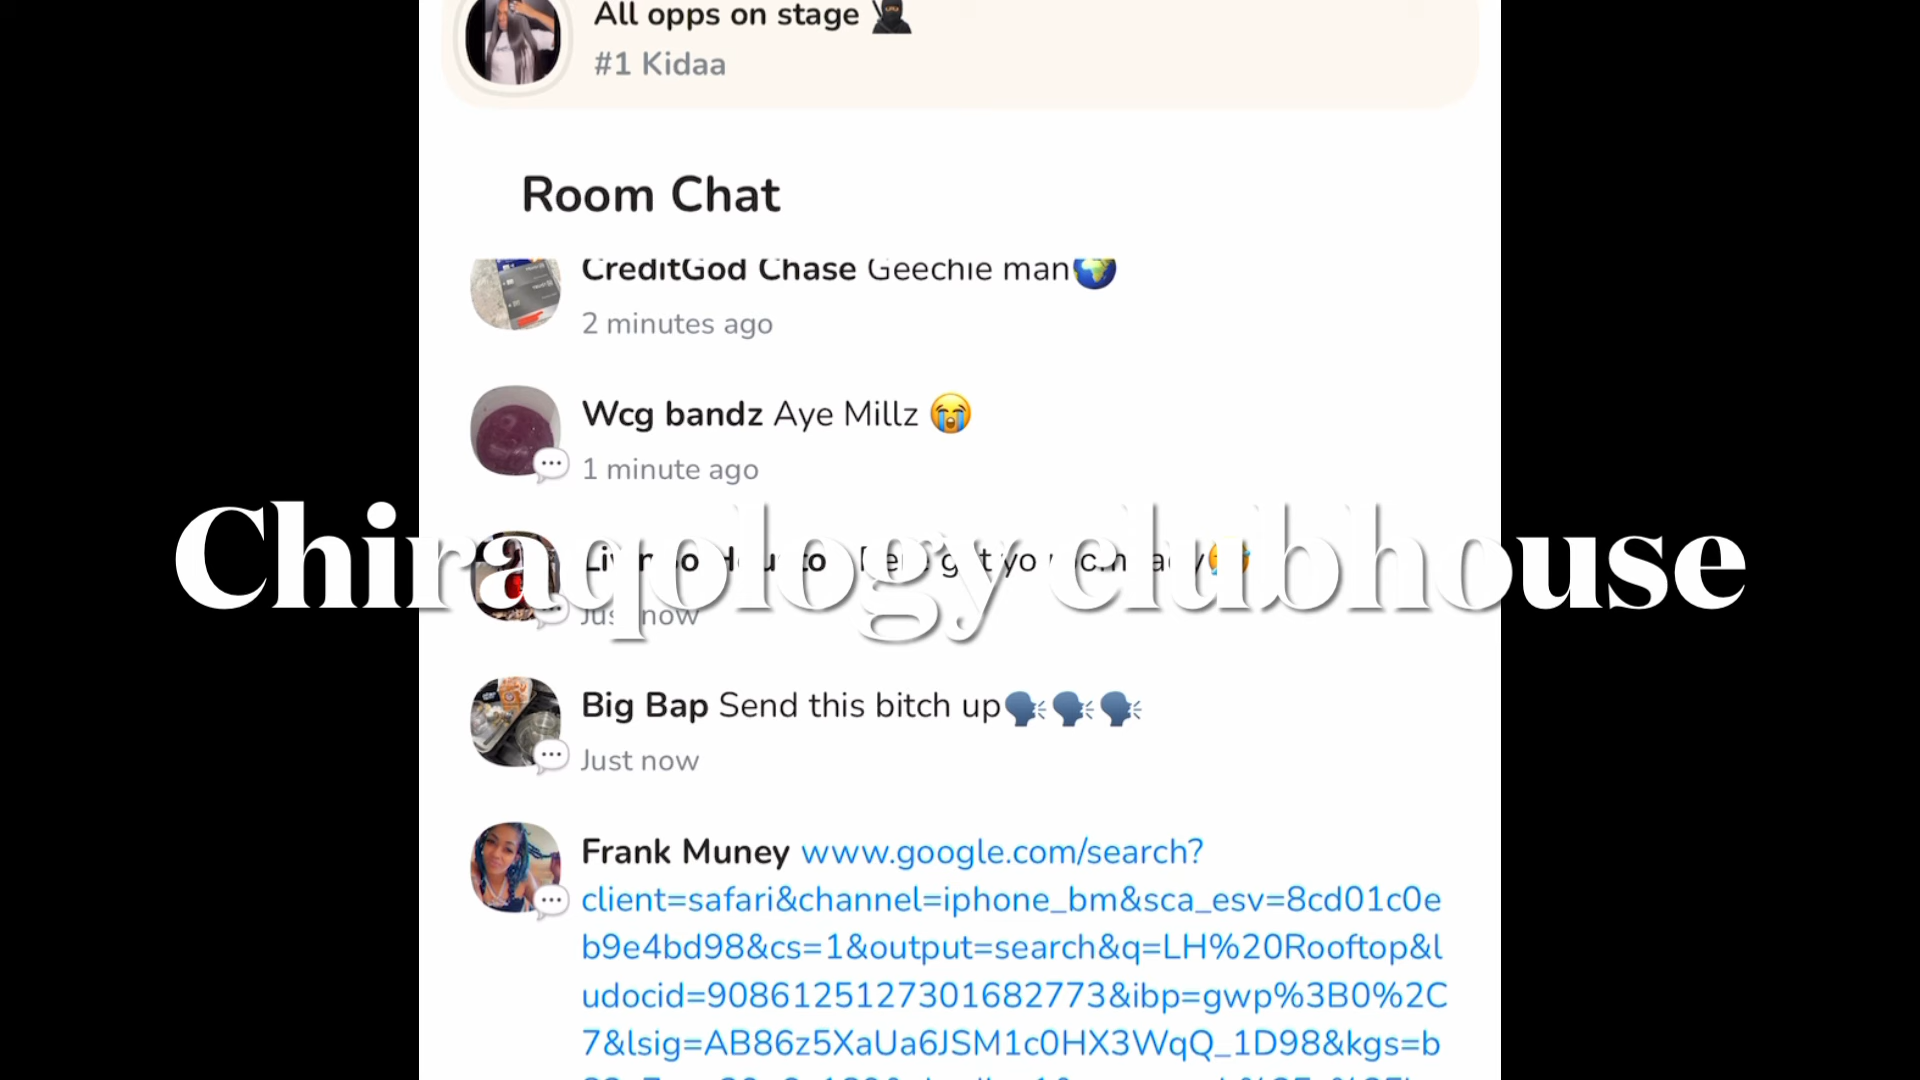 All opps on stage 🥷
#1 Kidaa
Room Chat
CreditGod Chase Geechie man🌍
2 minutes ago
Wcg bandz Aye Millz 😭
1 minute ago
Chiraqology clubhouse
Just now
Big Bap Send this bitch up🗣️🗣️🗣️
Just now
Frank Muney www.google.com/search?
client=safari&channel=iphone_bm&sca_esv=8cd01c0e
b9e4bd98&cs=1&output=search&q=LH%20Rooftop&l
udocid=9086125127301682773&ibp=gwp%3B0%2C
7&lsig=AB86z5XaUa6JSM1c0HX3WqQ_1D98&kgs=b